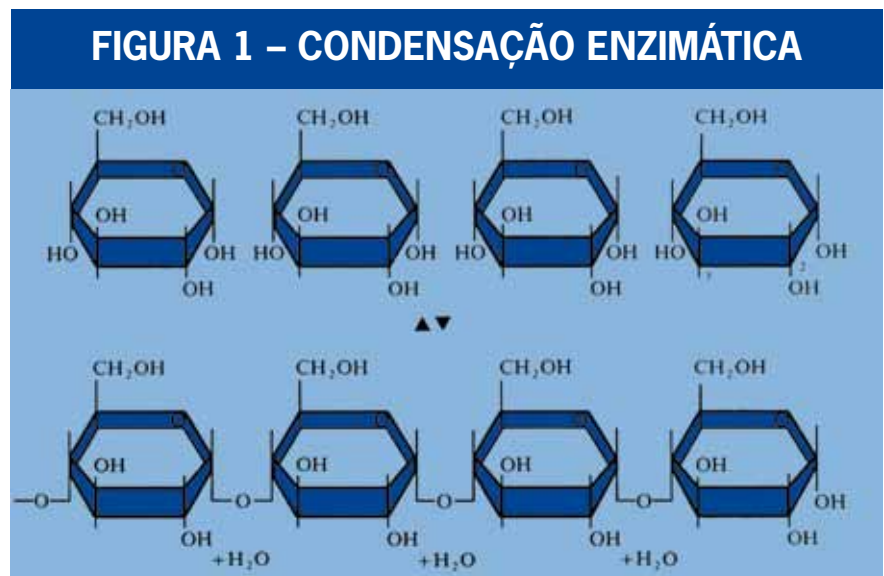 FIGURA 1 – CONDENSAÇÃO ENZIMÁTICA
CH₂OH CH₂OH CH₂OH CH₂OH
O O O O
OH OH OH OH
HO OH HO OH HO OH HO OH
2
OH OH OH OH
▲▼
CH₂OH CH₂OH CH₂OH CH₂OH
O O O O
OH OH OH OH
—O— —O— —O— —O— OH
OH OH OH OH
+H₂O +H₂O +H₂O